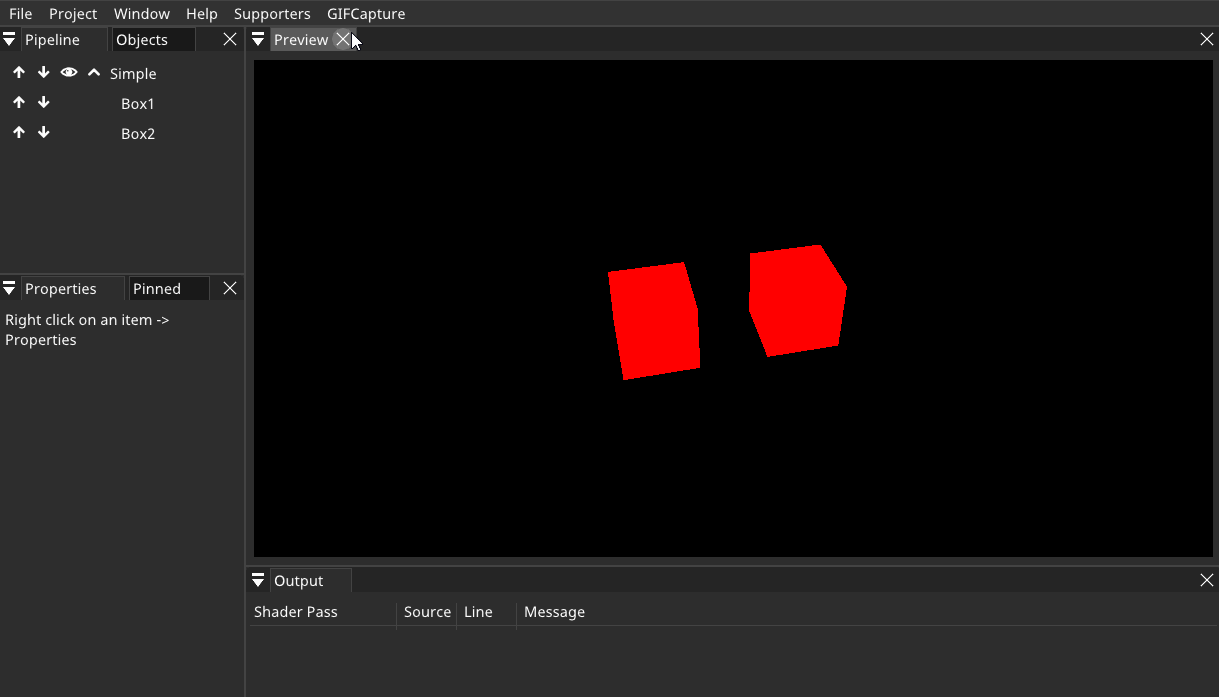 File Project Window Help Supporters GIFCapture
Pipeline Objects
Simple
Box1
Box2
Properties Pinned
Right click on an item ->
Properties
Preview
Output
Shader Pass Source Line Message